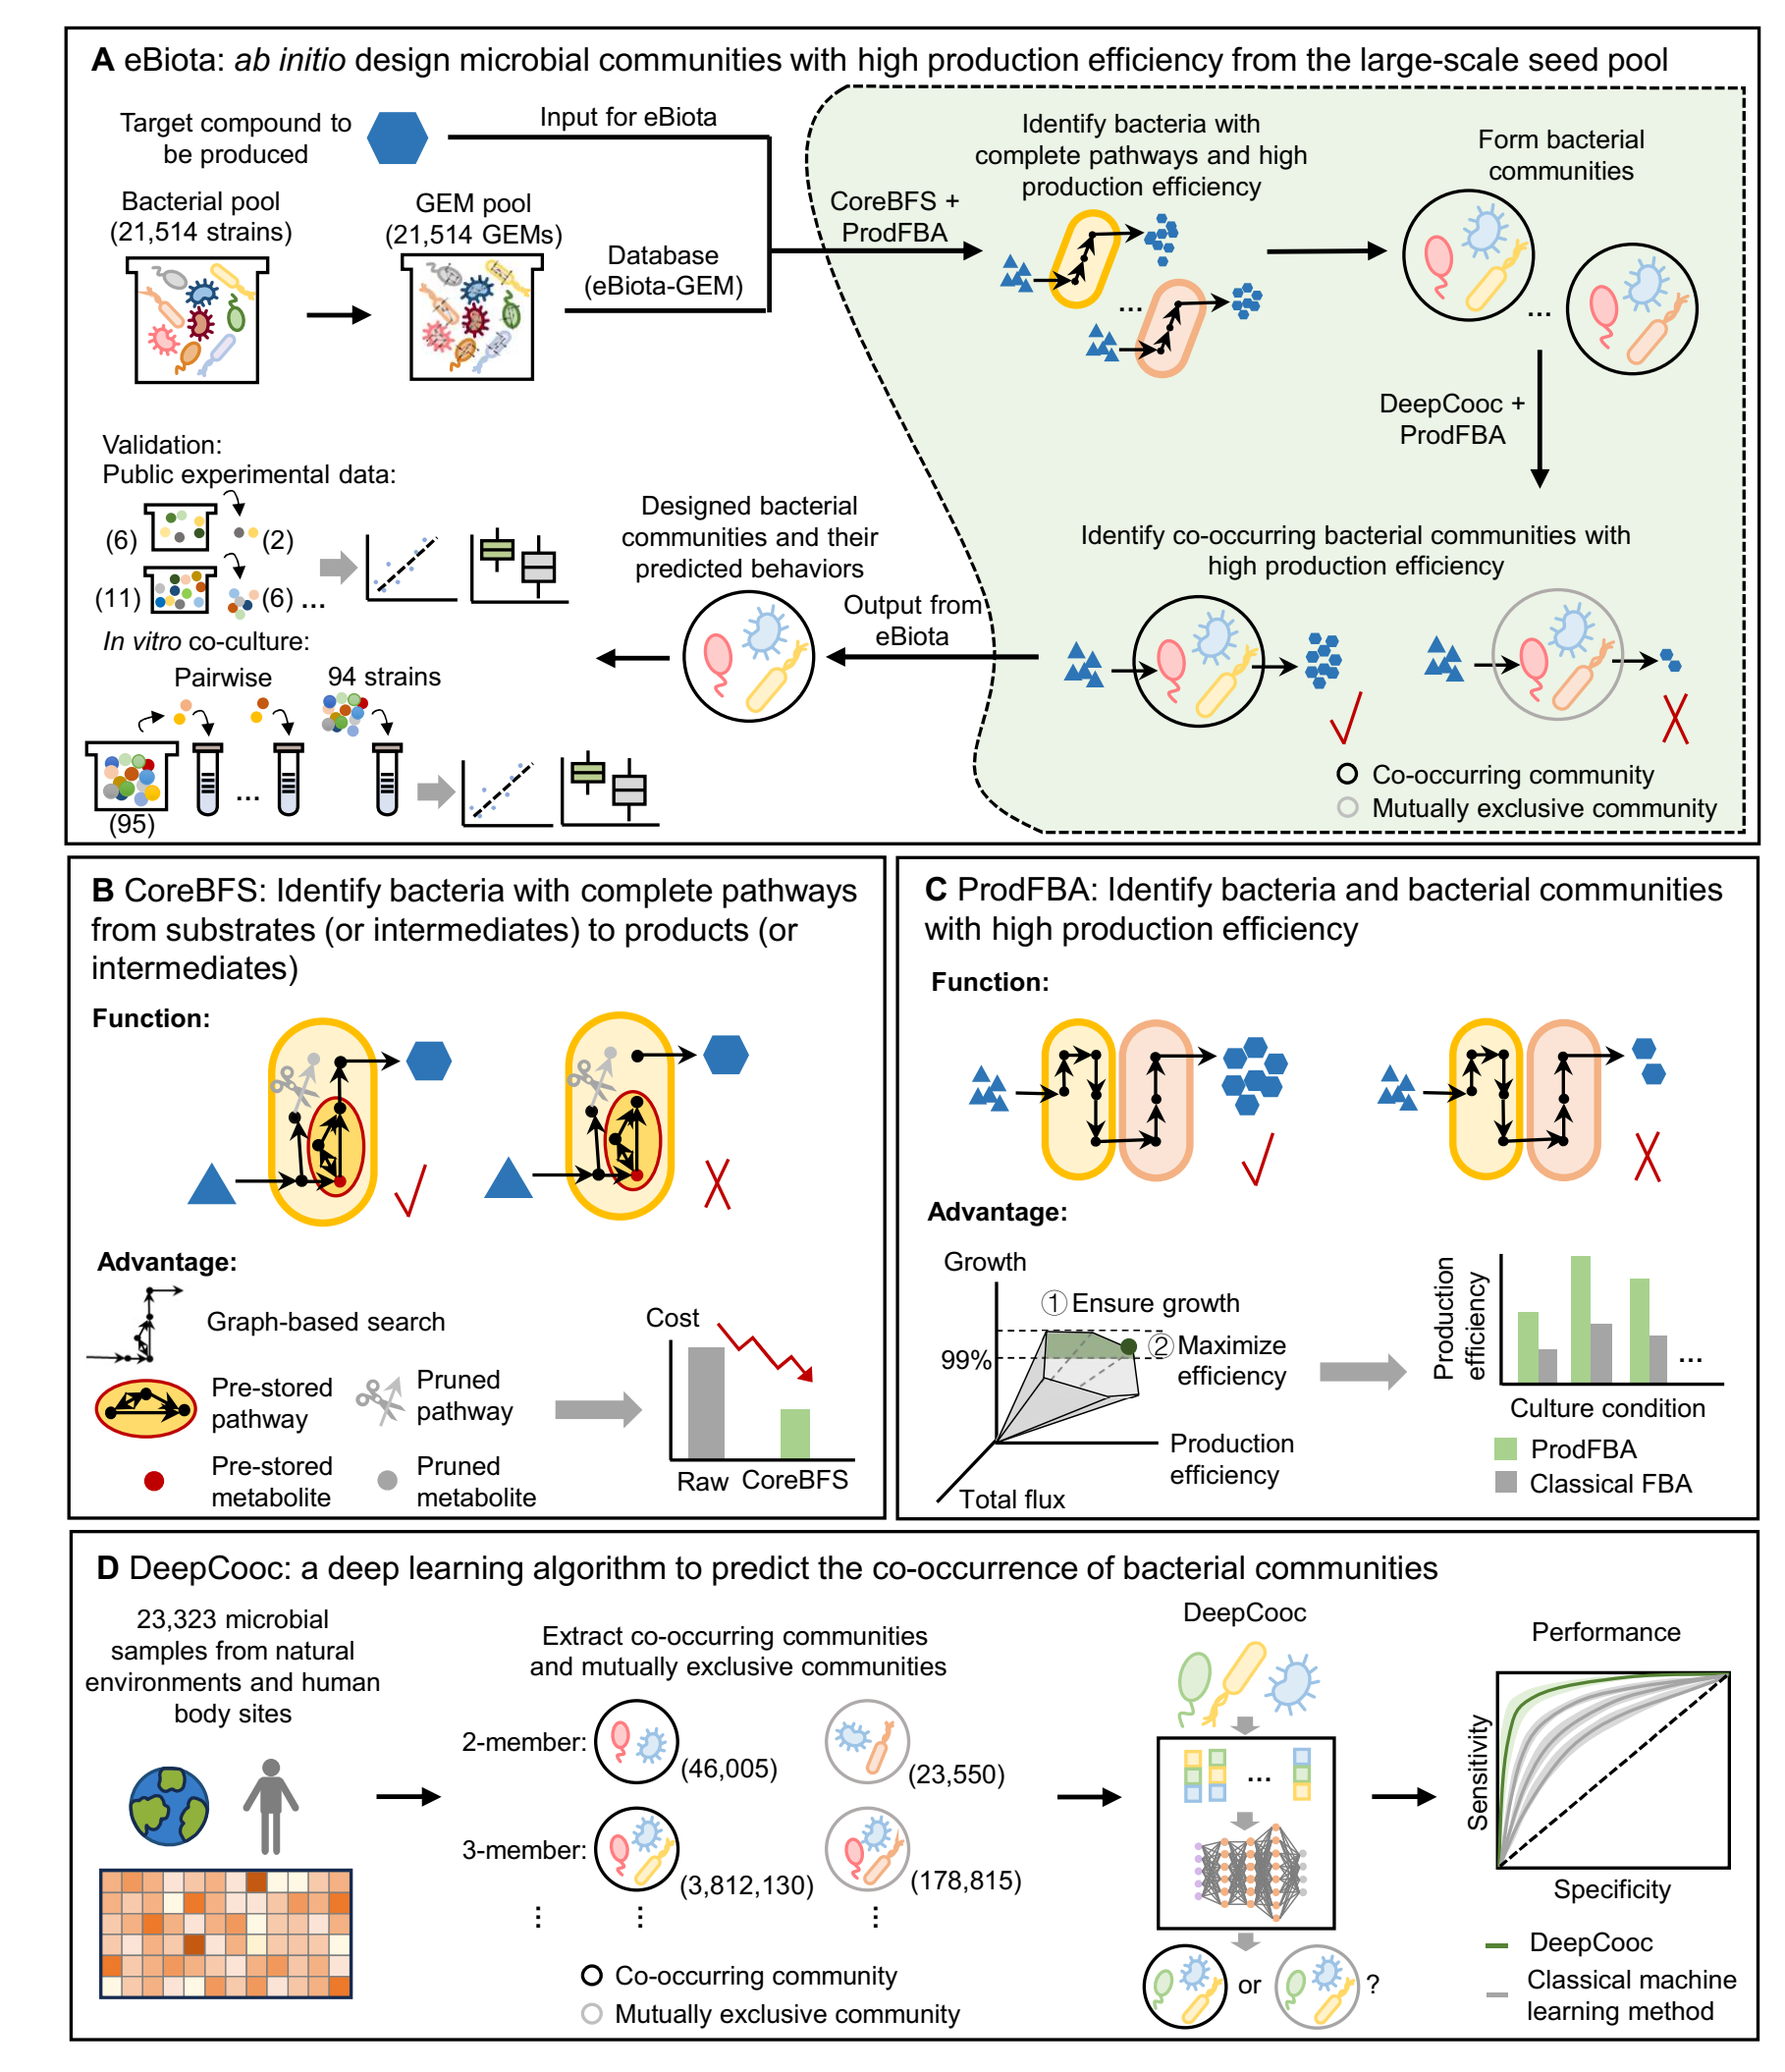 A eBiota: ab initio design microbial communities with high production efficiency from the large-scale seed pool
Target compound to
be produced
Input for eBiota
Bacterial pool
(21,514 strains)
GEM pool
(21,514 GEMs)
Database
(eBiota-GEM)
CoreBFS +
ProdFBA
Identify bacteria with
complete pathways and high
production efficiency
...
Form bacterial
communities
...
DeepCooc +
ProdFBA
Identify co-occurring bacterial communities with
high production efficiency
Co-occurring community
Mutually exclusive community
Output from
eBiota
Designed bacterial
communities and their
predicted behaviors
Validation:
Public experimental data:
(6)
(2)
(11)
(6) ...
In vitro co-culture:
Pairwise
94 strains
...
(95)
B CoreBFS: Identify bacteria with complete pathways
from substrates (or intermediates) to products (or
intermediates)
Function:
Advantage:
Graph-based search
Pre-stored
pathway
Pruned
pathway
Pre-stored
metabolite
Pruned
metabolite
Cost
Raw
CoreBFS
C ProdFBA: Identify bacteria and bacterial communities
with high production efficiency
Function:
Advantage:
Growth
① Ensure growth
② Maximize
efficiency
99%
Production
efficiency
Total flux
Production
efficiency
...
Culture condition
ProdFBA
Classical FBA
D DeepCooc: a deep learning algorithm to predict the co-occurrence of bacterial communities
23,323 microbial
samples from natural
environments and human
body sites
Extract co-occurring communities
and mutually exclusive communities
2-member:
(46,005)
(23,550)
3-member:
(3,812,130)
(178,815)
⋮ ⋮ ⋮
Co-occurring community
Mutually exclusive community
DeepCooc
...
or
?
Performance
Sensitivity
Specificity
DeepCooc
Classical machine
learning method